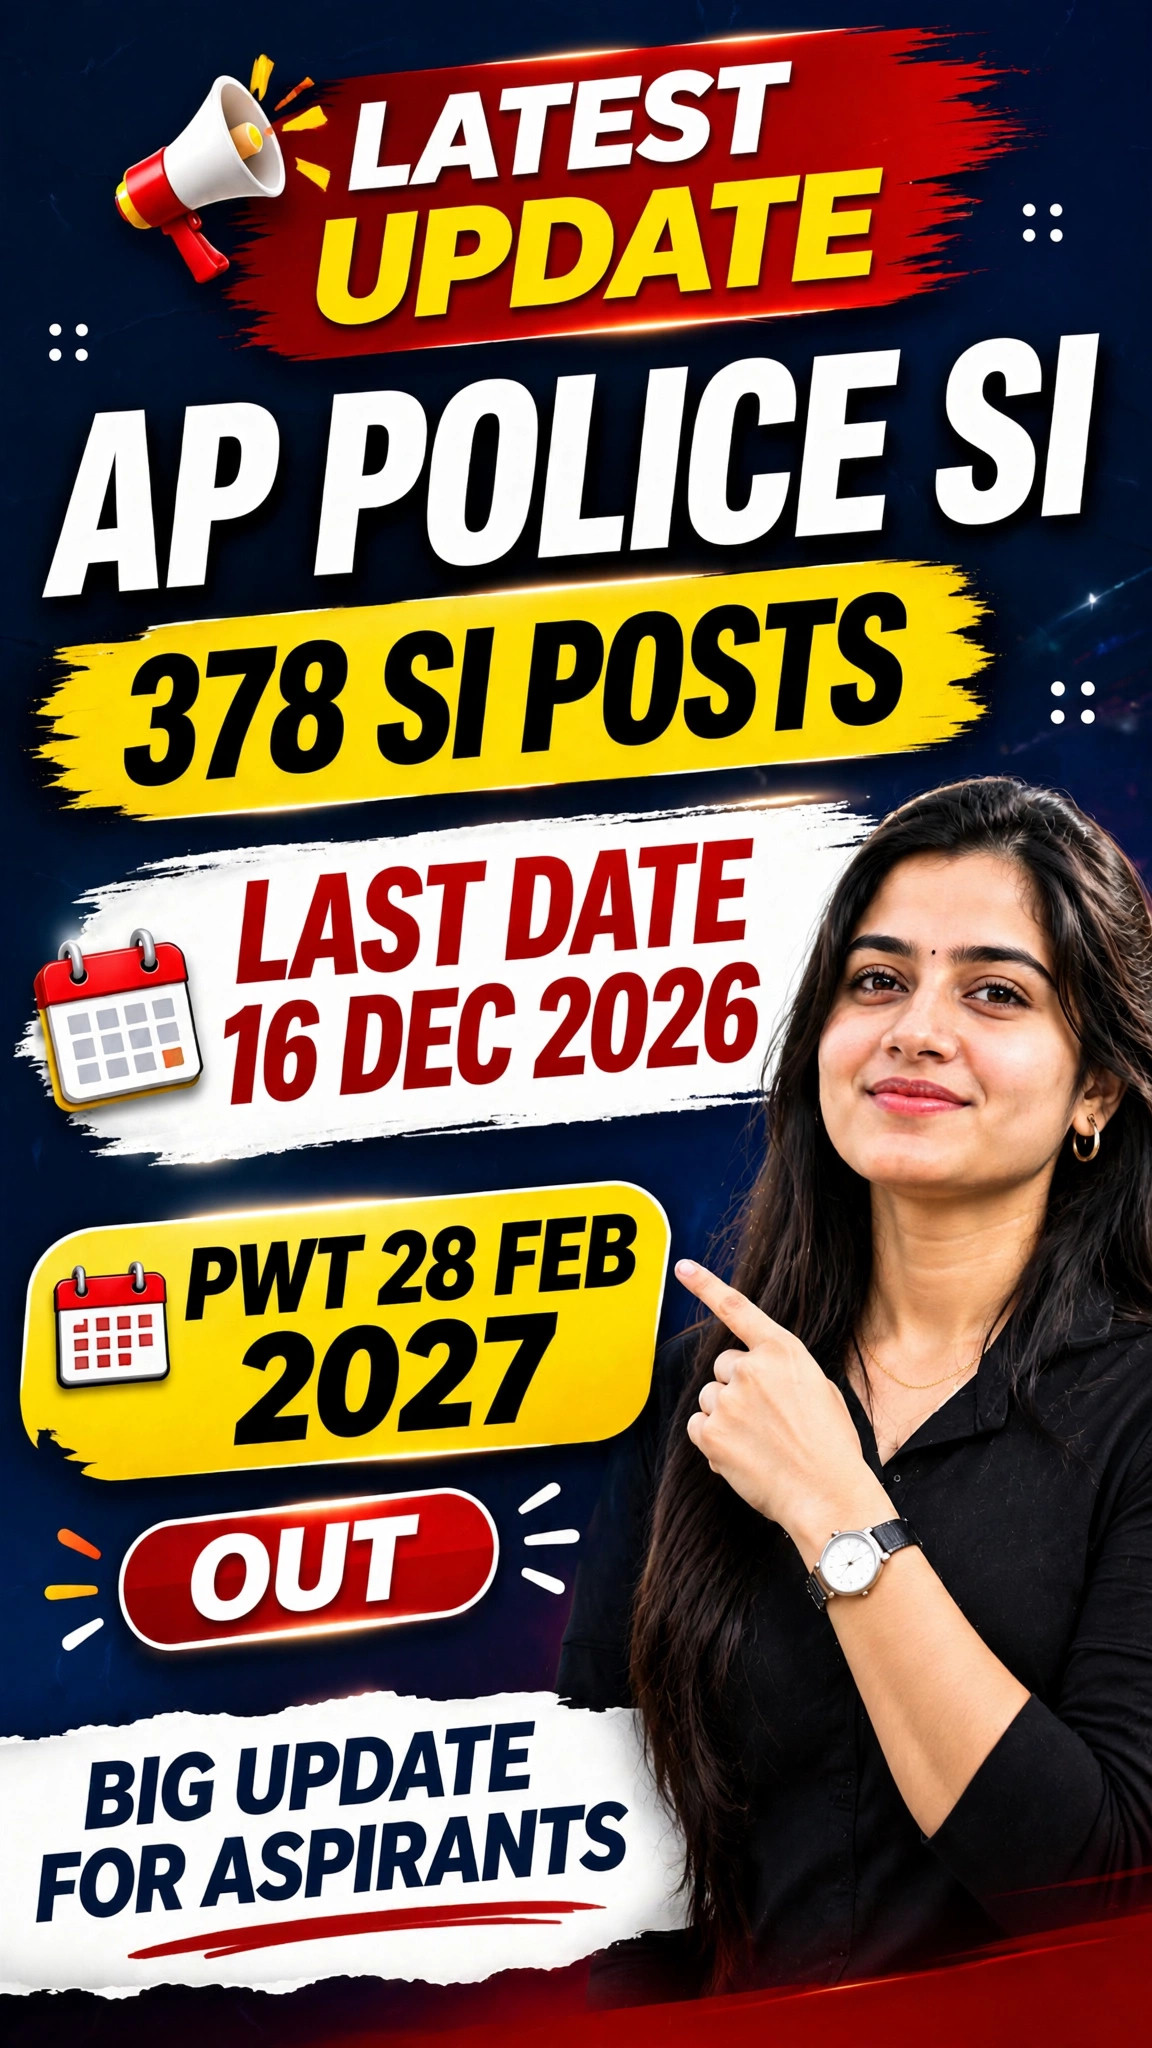 LATEST
UPDATE
AP POLICE SI
378 SI POSTS
LAST DATE
16 DEC 2026
PWT 28 FEB
2027
OUT
BIG UPDATE
FOR ASPIRANTS